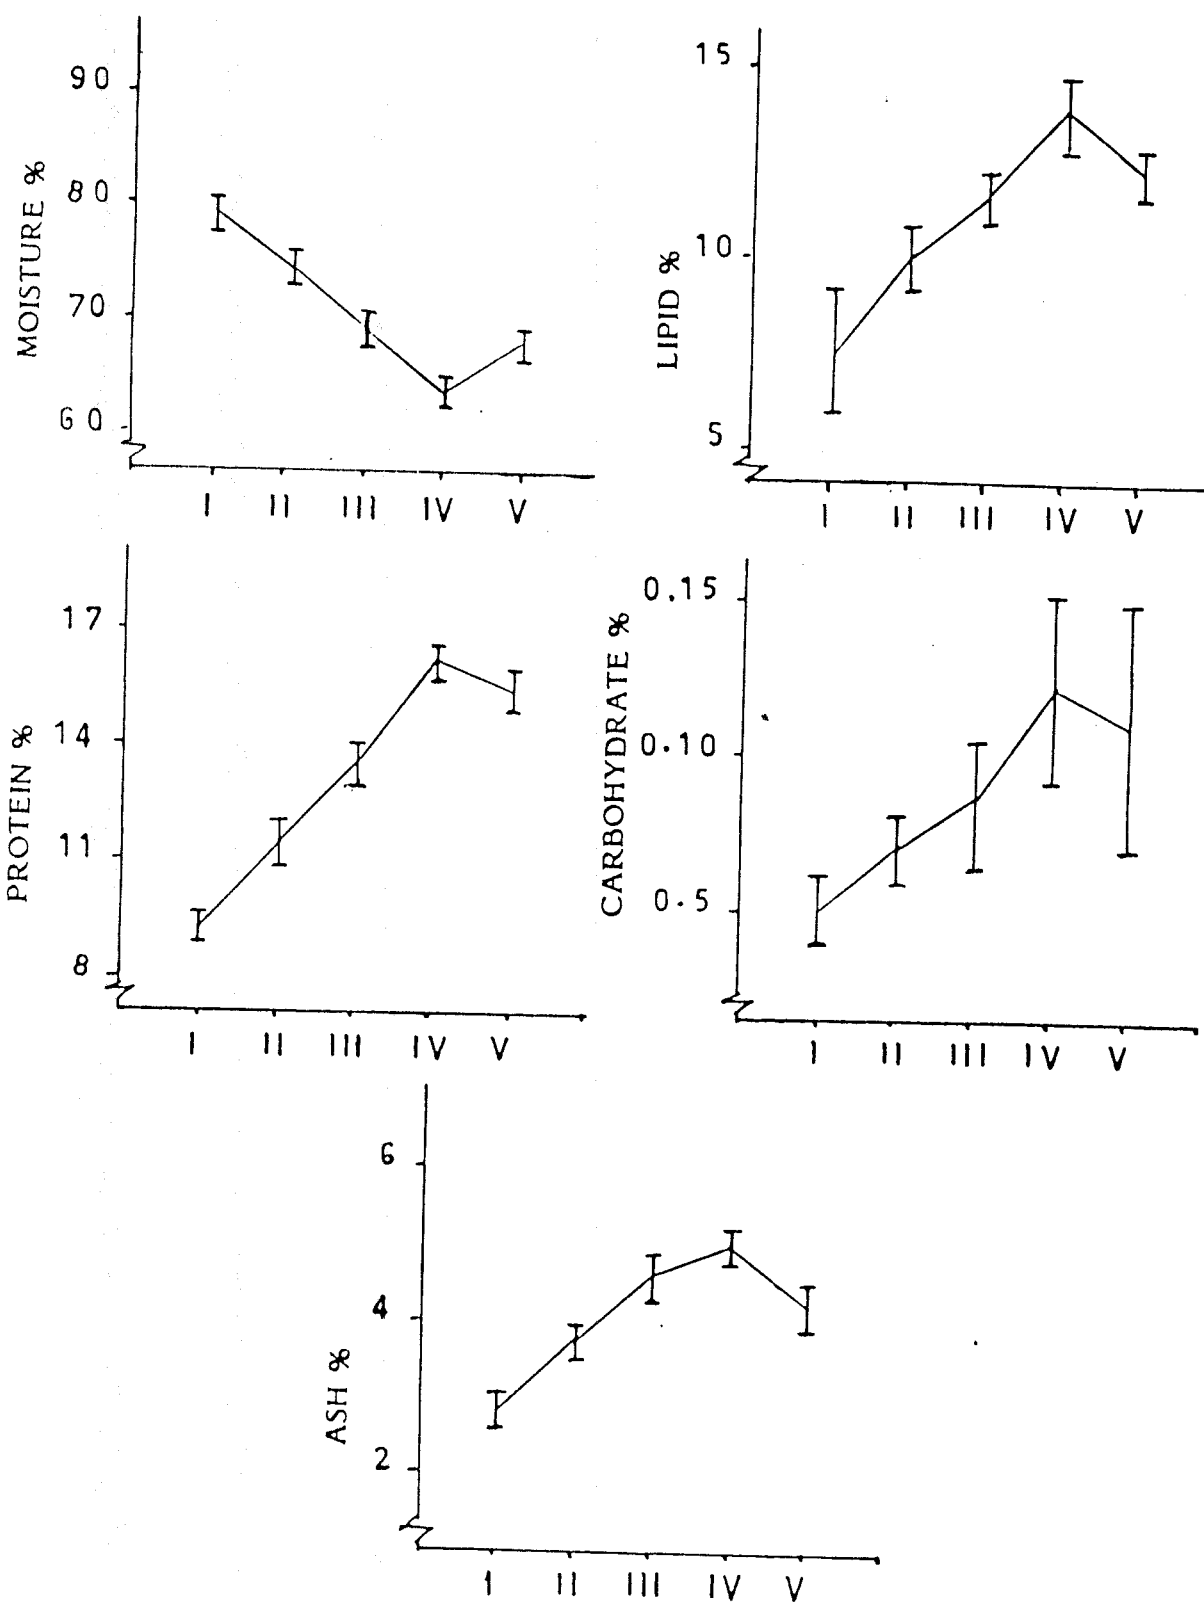 MOISTURE %
90
80
70
60
I II III IV V
LIPID %
15
10
5
I II III IV V
PROTEIN %
17
14
11
8
I II III IV V
CARBOHYDRATE %
0.15
0.10
0.5
I II III IV V
ASH %
6
4
2
I II III IV V